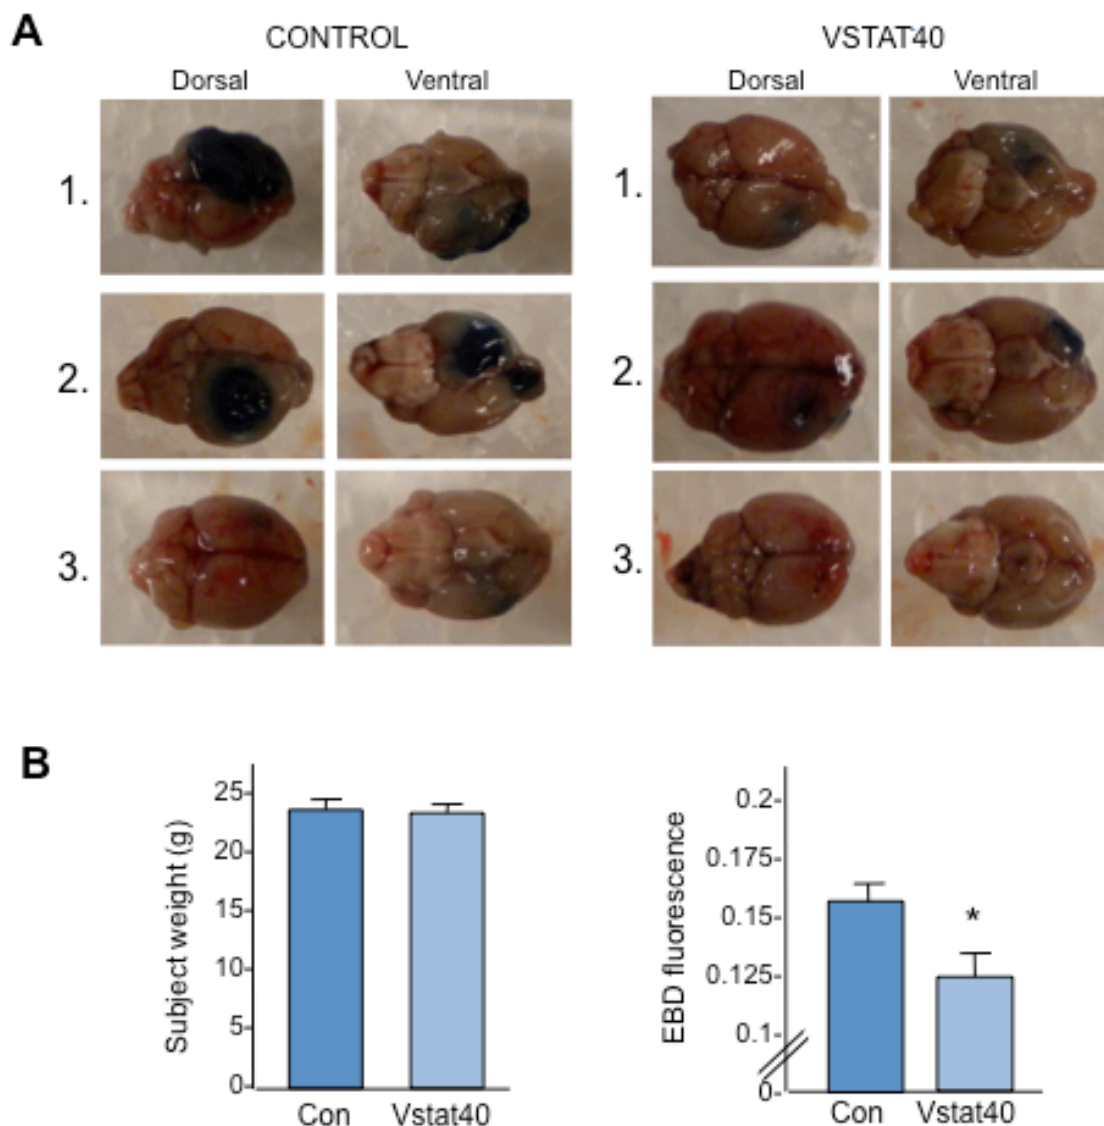 A
CONTROL
VSTAT40
Dorsal
Ventral
Dorsal
Ventral
1.
1.
2.
2.
3.
3.
B
Subject weight (g)
25
20
15
10
5
0
Con
Vstat40
EBD fluorescence
0.2
0.175
0.15
0.125
0.1
0
*
Con
Vstat40